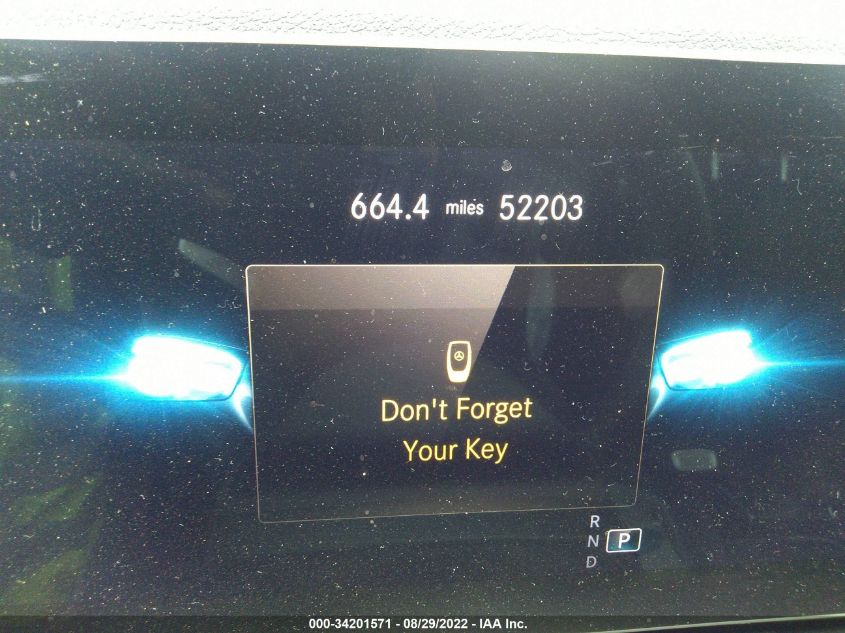 664.4 miles 52203
Don't Forget
Your Key
R
N P
D
000-34201571 - 08/29/2022 - IAA Inc.